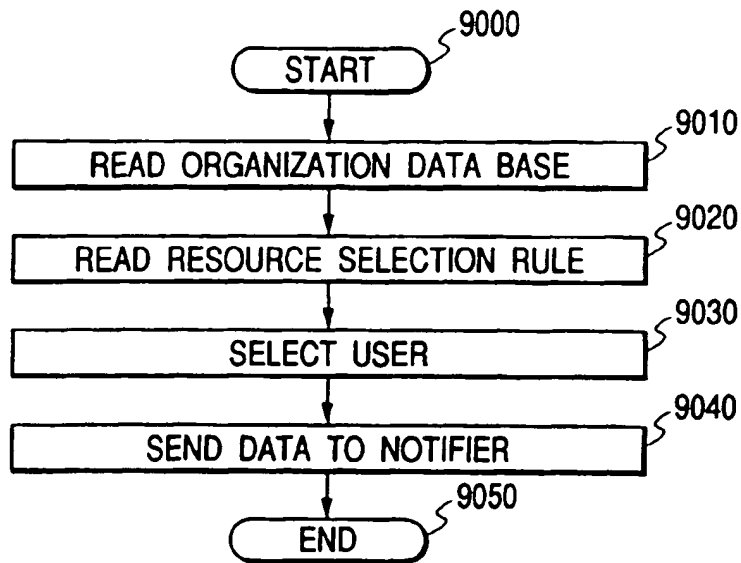 9000
START
9010
READ ORGANIZATION DATA BASE
9020
READ RESOURCE SELECTION RULE
9030
SELECT USER
9040
SEND DATA TO NOTIFIER
9050
END